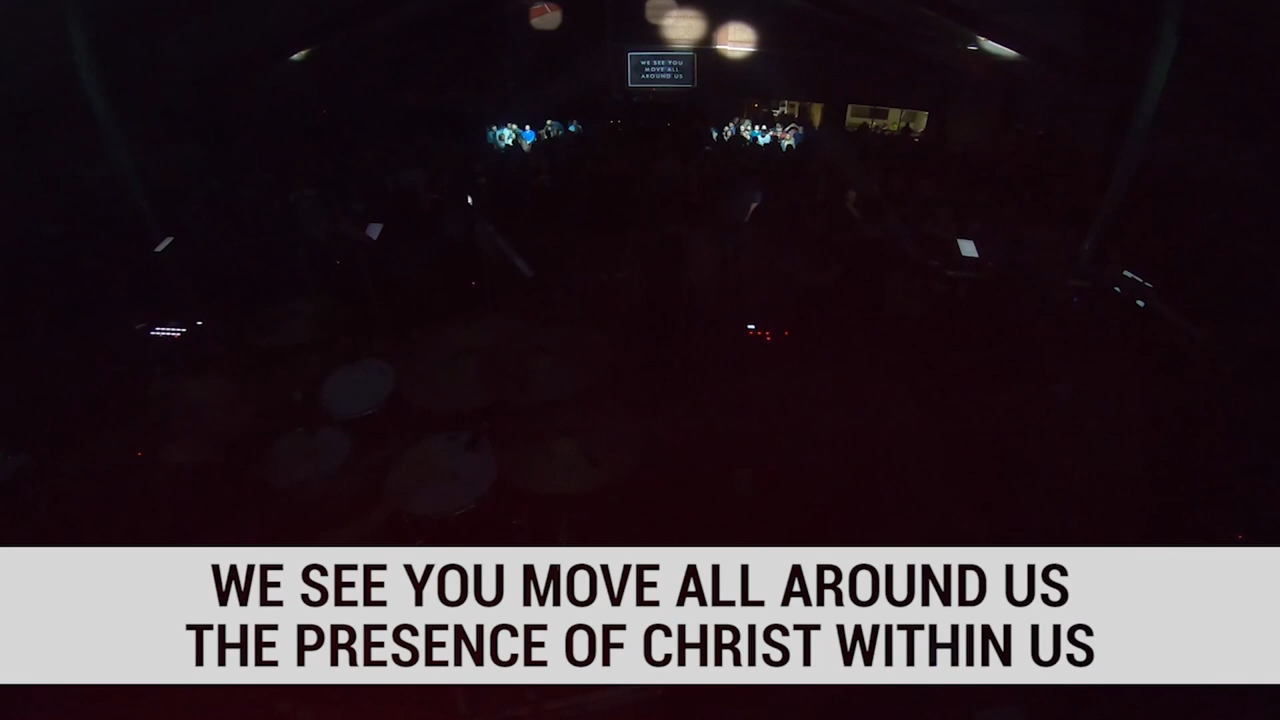 WE SEE YOU
MOVE ALL
AROUND US
WE SEE YOU MOVE ALL AROUND US
THE PRESENCE OF CHRIST WITHIN US